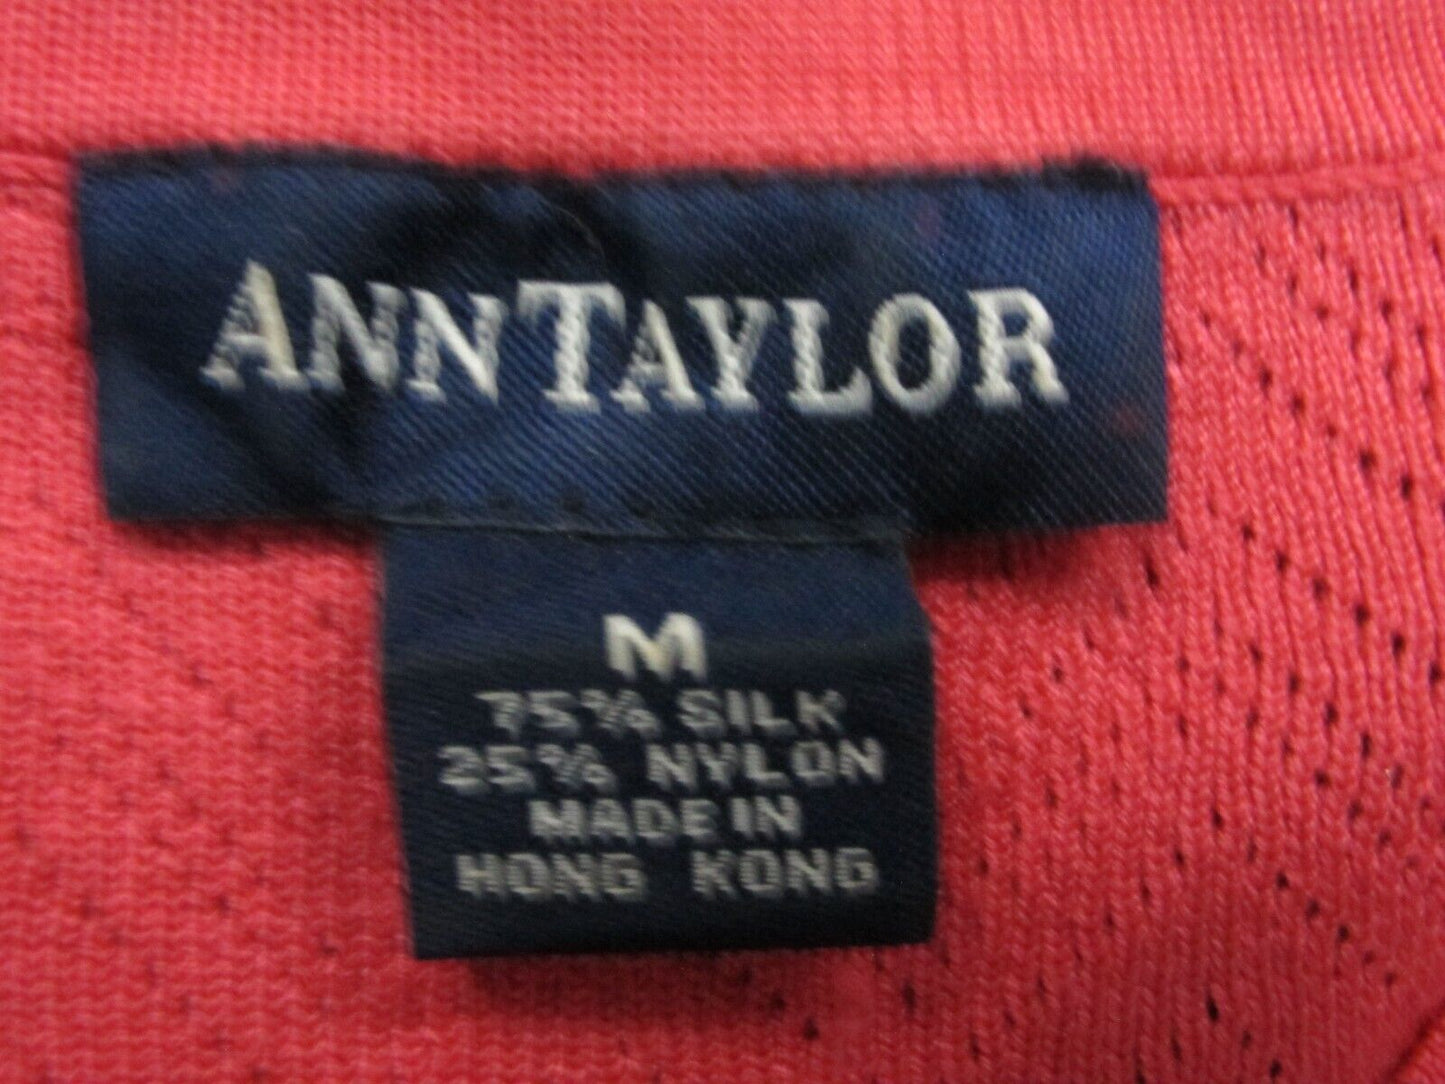 ANNTAYLOR
M
75% SILK
25% NYLON
MADE IN
HONG KONG